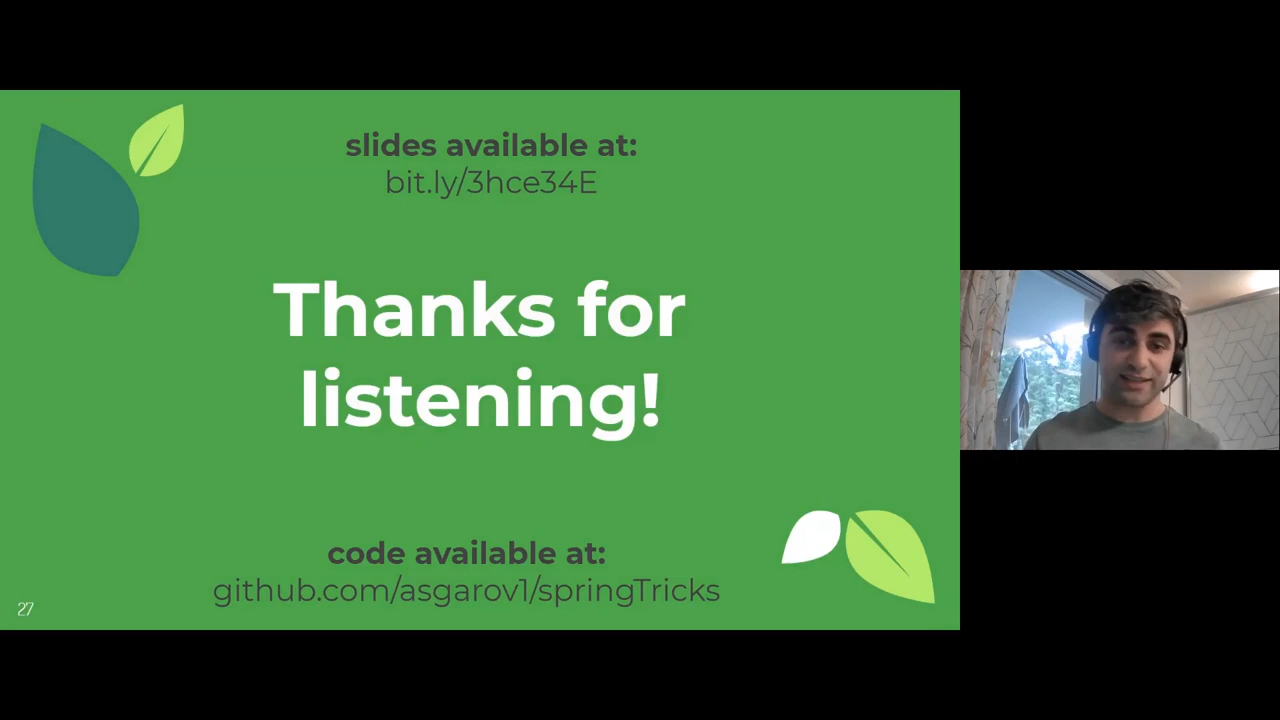 slides available at:
bit.ly/3hce34E
Thanks for
listening!
code available at:
github.com/asgarov1/springTricks
27